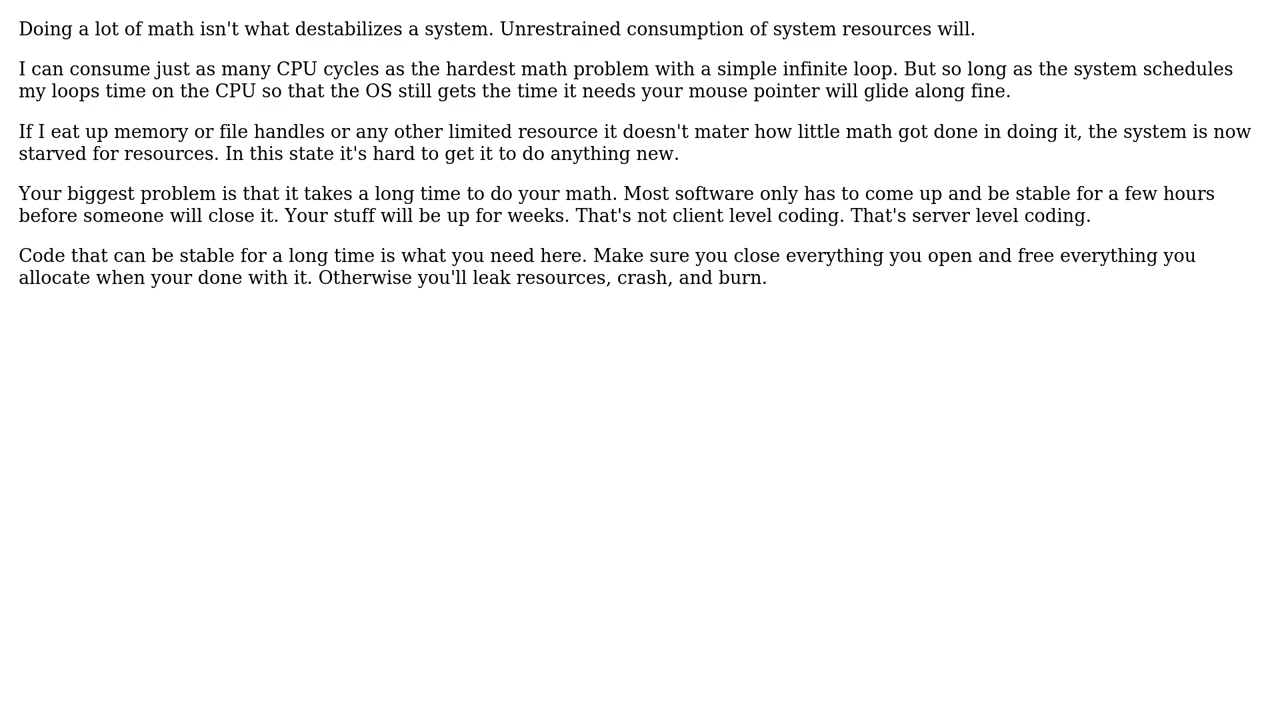 Doing a lot of math isn't what destabilizes a system. Unrestrained consumption of system resources will.
I can consume just as many CPU cycles as the hardest math problem with a simple infinite loop. But so long as the system schedules
my loops time on the CPU so that the OS still gets the time it needs your mouse pointer will glide along fine.
If I eat up memory or file handles or any other limited resource it doesn't mater how little math got done in doing it, the system is now
starved for resources. In this state it's hard to get it to do anything new.
Your biggest problem is that it takes a long time to do your math. Most software only has to come up and be stable for a few hours
before someone will close it. Your stuff will be up for weeks. That's not client level coding. That's server level coding.
Code that can be stable for a long time is what you need here. Make sure you close everything you open and free everything you
allocate when your done with it. Otherwise you'll leak resources, crash, and burn.